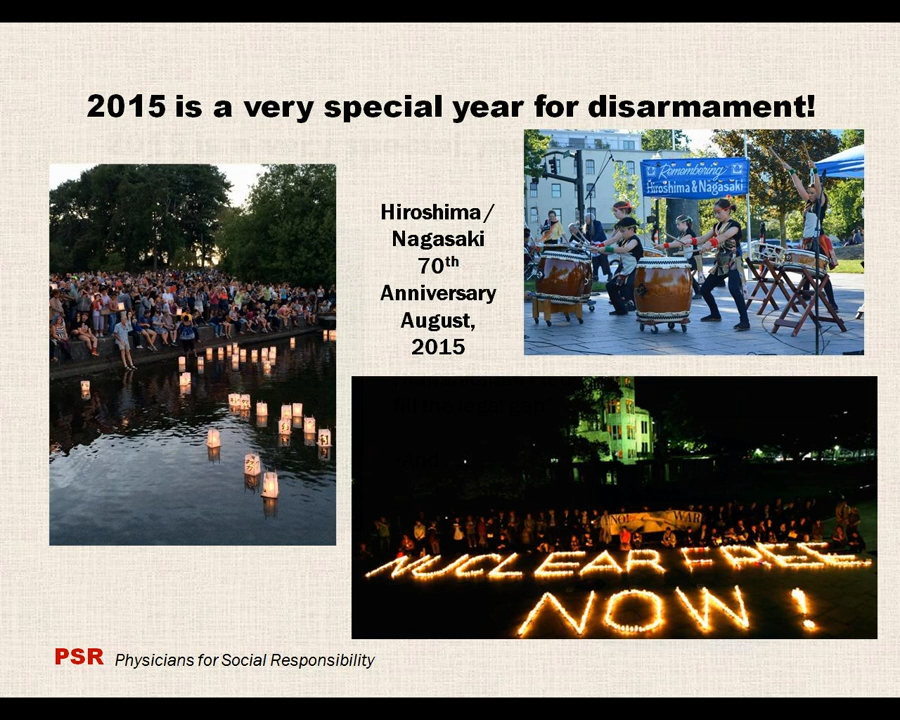 2015 is a very special year for disarmament!
Hiroshima/
Nagasaki
70th
Anniversary
August,
2015
Remembering
Hiroshima & Nagasaki
WAR
NUCLEAR FREE
NOW!
PSR Physicians for Social Responsibility